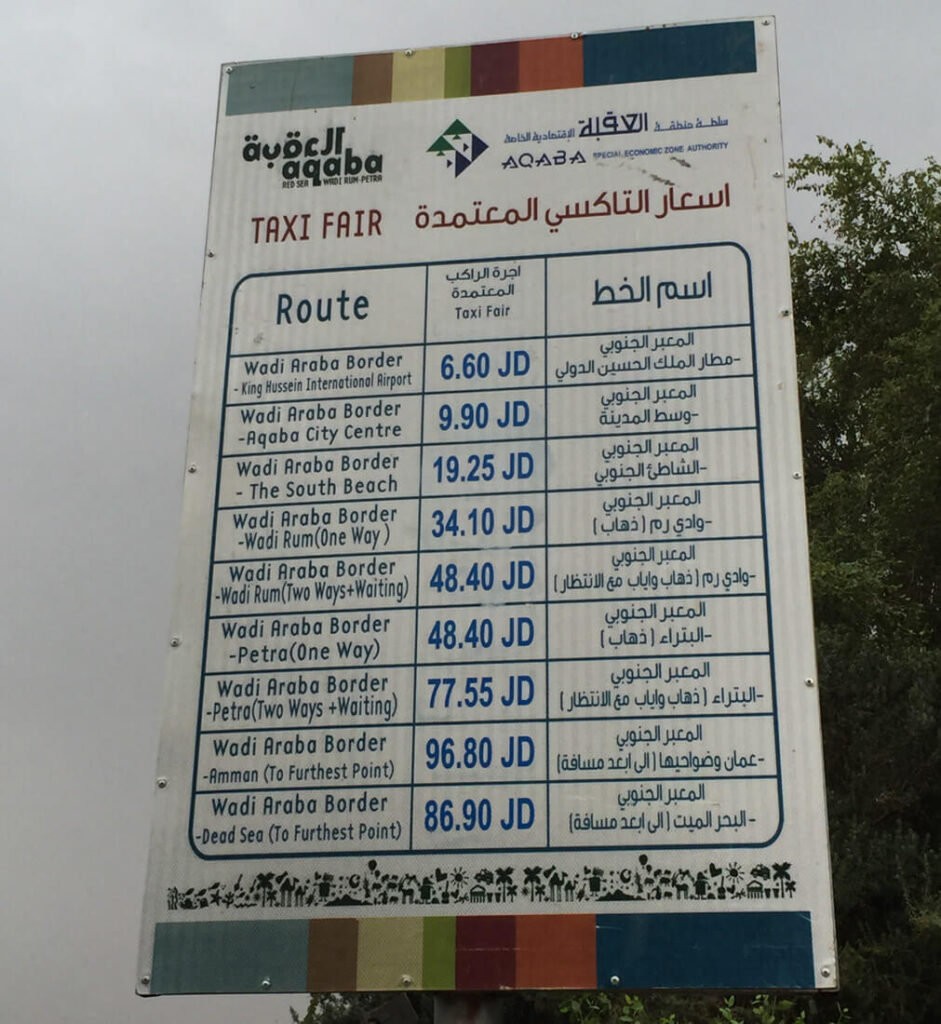 العقبة
aqaba
RED SEA WADI RUM-PETRA
سلطة منطقة العقبة الاقتصادية الخاصة
AQABA SPECIAL ECONOMIC ZONE AUTHORITY
TAXI FAIR اسعار التاكسي المعتمدة
Route
اجرة الراكب
المعتمدة
Taxi Fair
اسم الخط
Wadi Araba Border
- King Hussein International Airport
6.60 JD
المعبر الجنوبي
-مطار الملك الحسين الدولي
Wadi Araba Border
-Aqaba City Centre
9.90 JD
المعبر الجنوبي
-وسط المدينة
Wadi Araba Border
- The South Beach
19.25 JD
المعبر الجنوبي
-الشاطئ الجنوبي
Wadi Araba Border
-Wadi Rum(One Way )
34.10 JD
المعبر الجنوبي
-وادي رم ( ذهاب )
Wadi Araba Border
-Wadi Rum(Two Ways+Waiting)
48.40 JD
المعبر الجنوبي
-وادي رم ( ذهاب واياب مع الانتظار )
Wadi Araba Border
-Petra(One Way)
48.40 JD
المعبر الجنوبي
-البتراء ( ذهاب )
Wadi Araba Border
-Petra(Two Ways +Waiting)
77.55 JD
المعبر الجنوبي
-البتراء ( ذهاب واياب مع الانتظار )
Wadi Araba Border
-Amman (To Furthest Point)
96.80 JD
المعبر الجنوبي
-عمان وضواحيها ( الى ابعد مسافة)
Wadi Araba Border
-Dead Sea (To Furthest Point)
86.90 JD
المعبر الجنوبي
- البحر الميت ( الى ابعد مسافة)